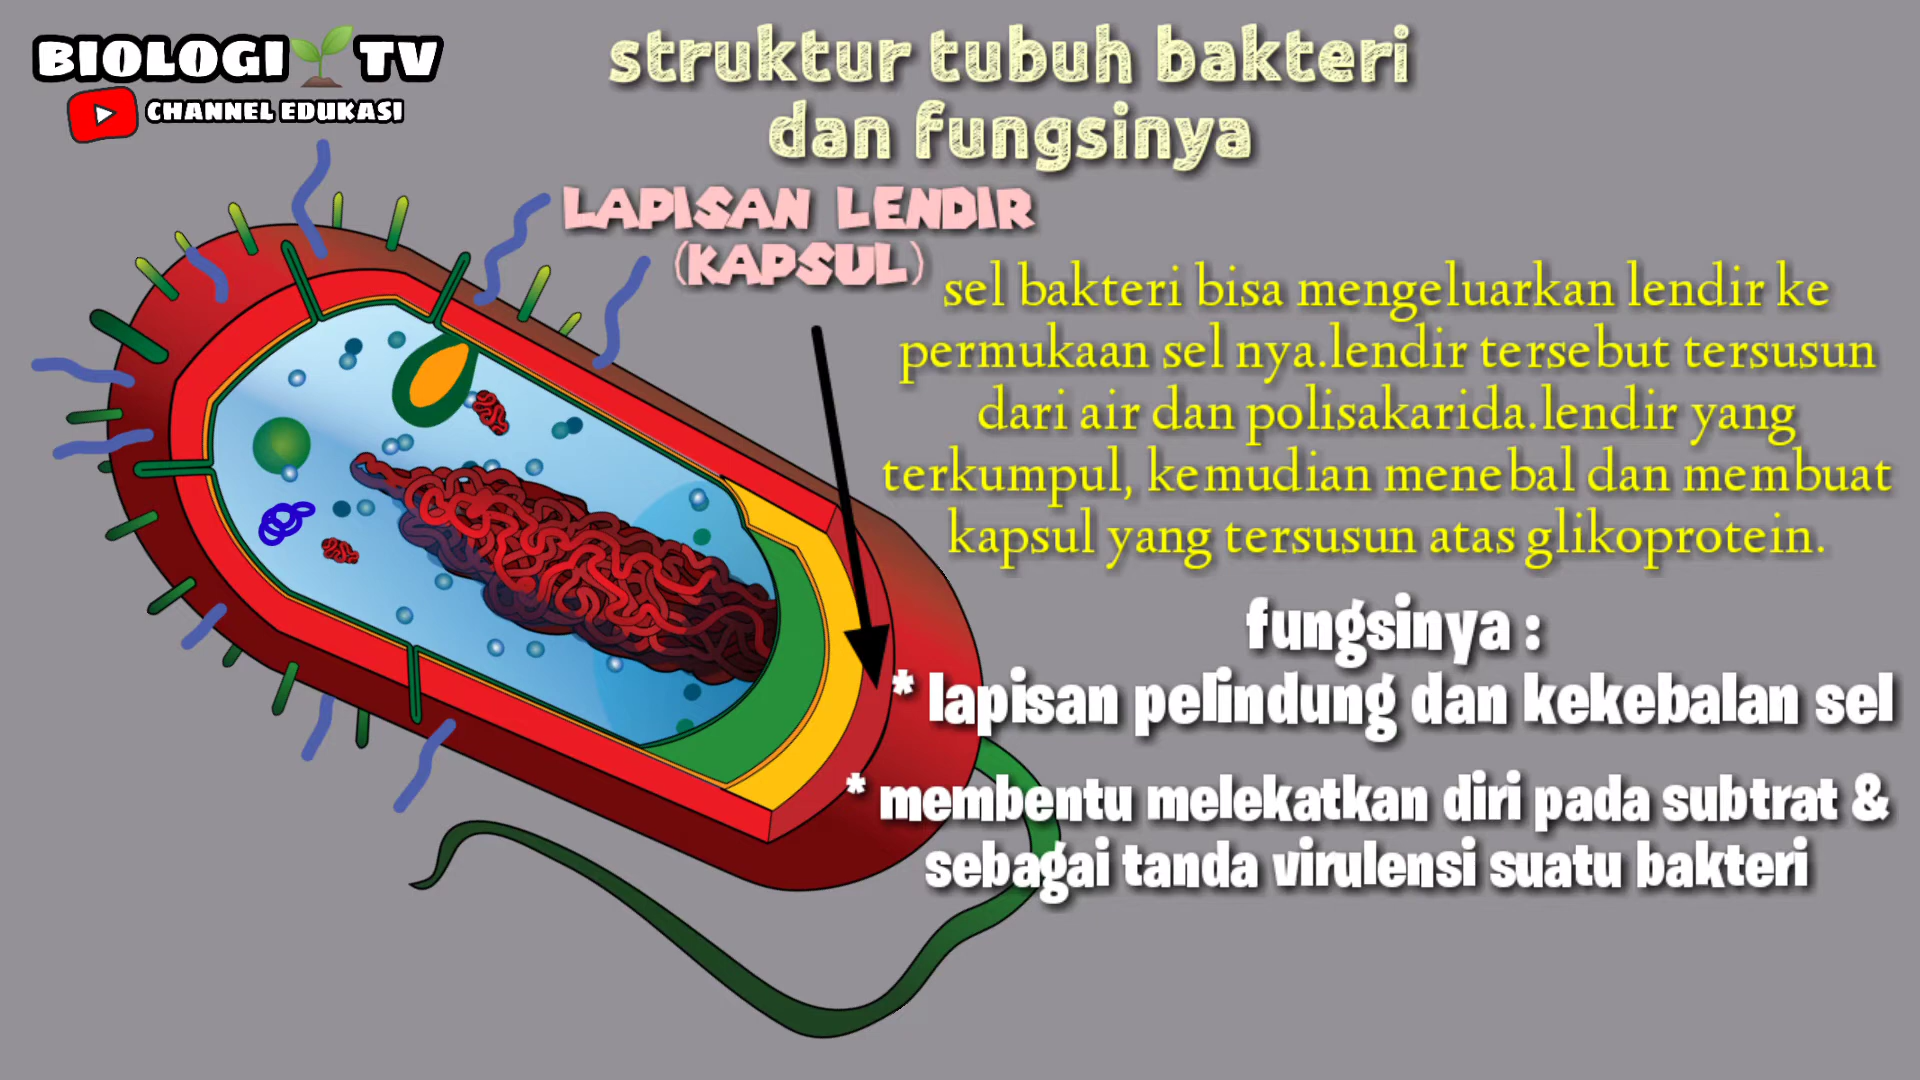 BIOLOGI TV
CHANNEL EDUKASI
struktur tubuh bakteri
dan fungsinya
LAPISAN LENDIR
(KAPSUL)
sel bakteri bisa mengeluarkan lendir ke
permukaan sel nya.lendir tersebut tersusun
dari air dan polisakarida.lendir yang
terkumpul, kemudian menebal dan membuat
kapsul yang tersusun atas glikoprotein.
fungsinya :
* lapisan pelindung dan kekebalan sel
* membentu melekatkan diri pada subtrat &
sebagai tanda virulensi suatu bakteri